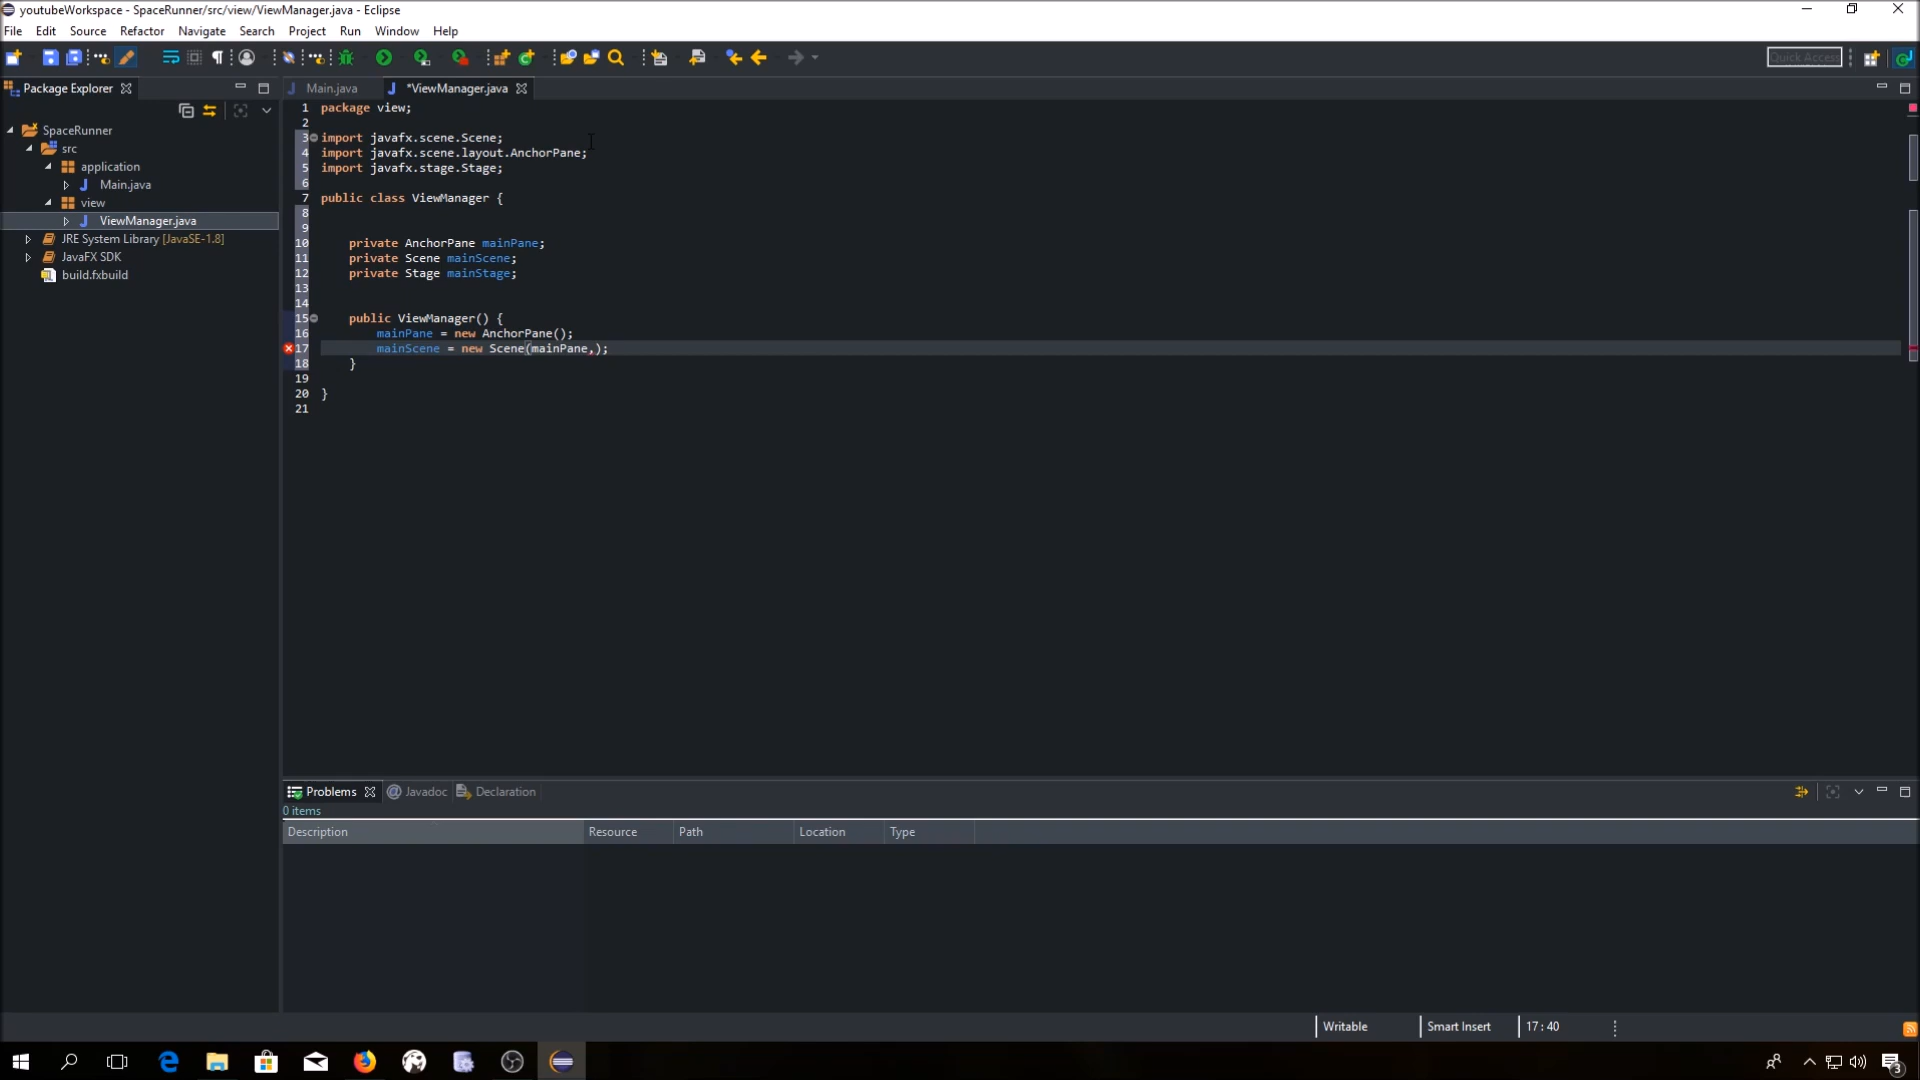 youtubeWorkspace - SpaceRunner/src/view/ViewManager.java - Eclipse
File Edit Source Refactor Navigate Search Project Run Window Help
Quick Access
Package Explorer
Main.java *ViewManager.java
SpaceRunner
src
application
Main.java
view
ViewManager.java
JRE System Library [JavaSE-1.8]
JavaFX SDK
build.fxbuild
1 package view;
2
3 import javafx.scene.Scene;
4 import javafx.scene.layout.AnchorPane;
5 import javafx.stage.Stage;
6
7 public class ViewManager {
8
9
10 private AnchorPane mainPane;
11 private Scene mainScene;
12 private Stage mainStage;
13
14
15 public ViewManager() {
16 mainPane = new AnchorPane();
17 mainScene = new Scene(mainPane,);
18 }
19
20 }
21
Problems @ Javadoc Declaration
0 items
Description Resource Path Location Type
Writable Smart Insert 17 : 40
3